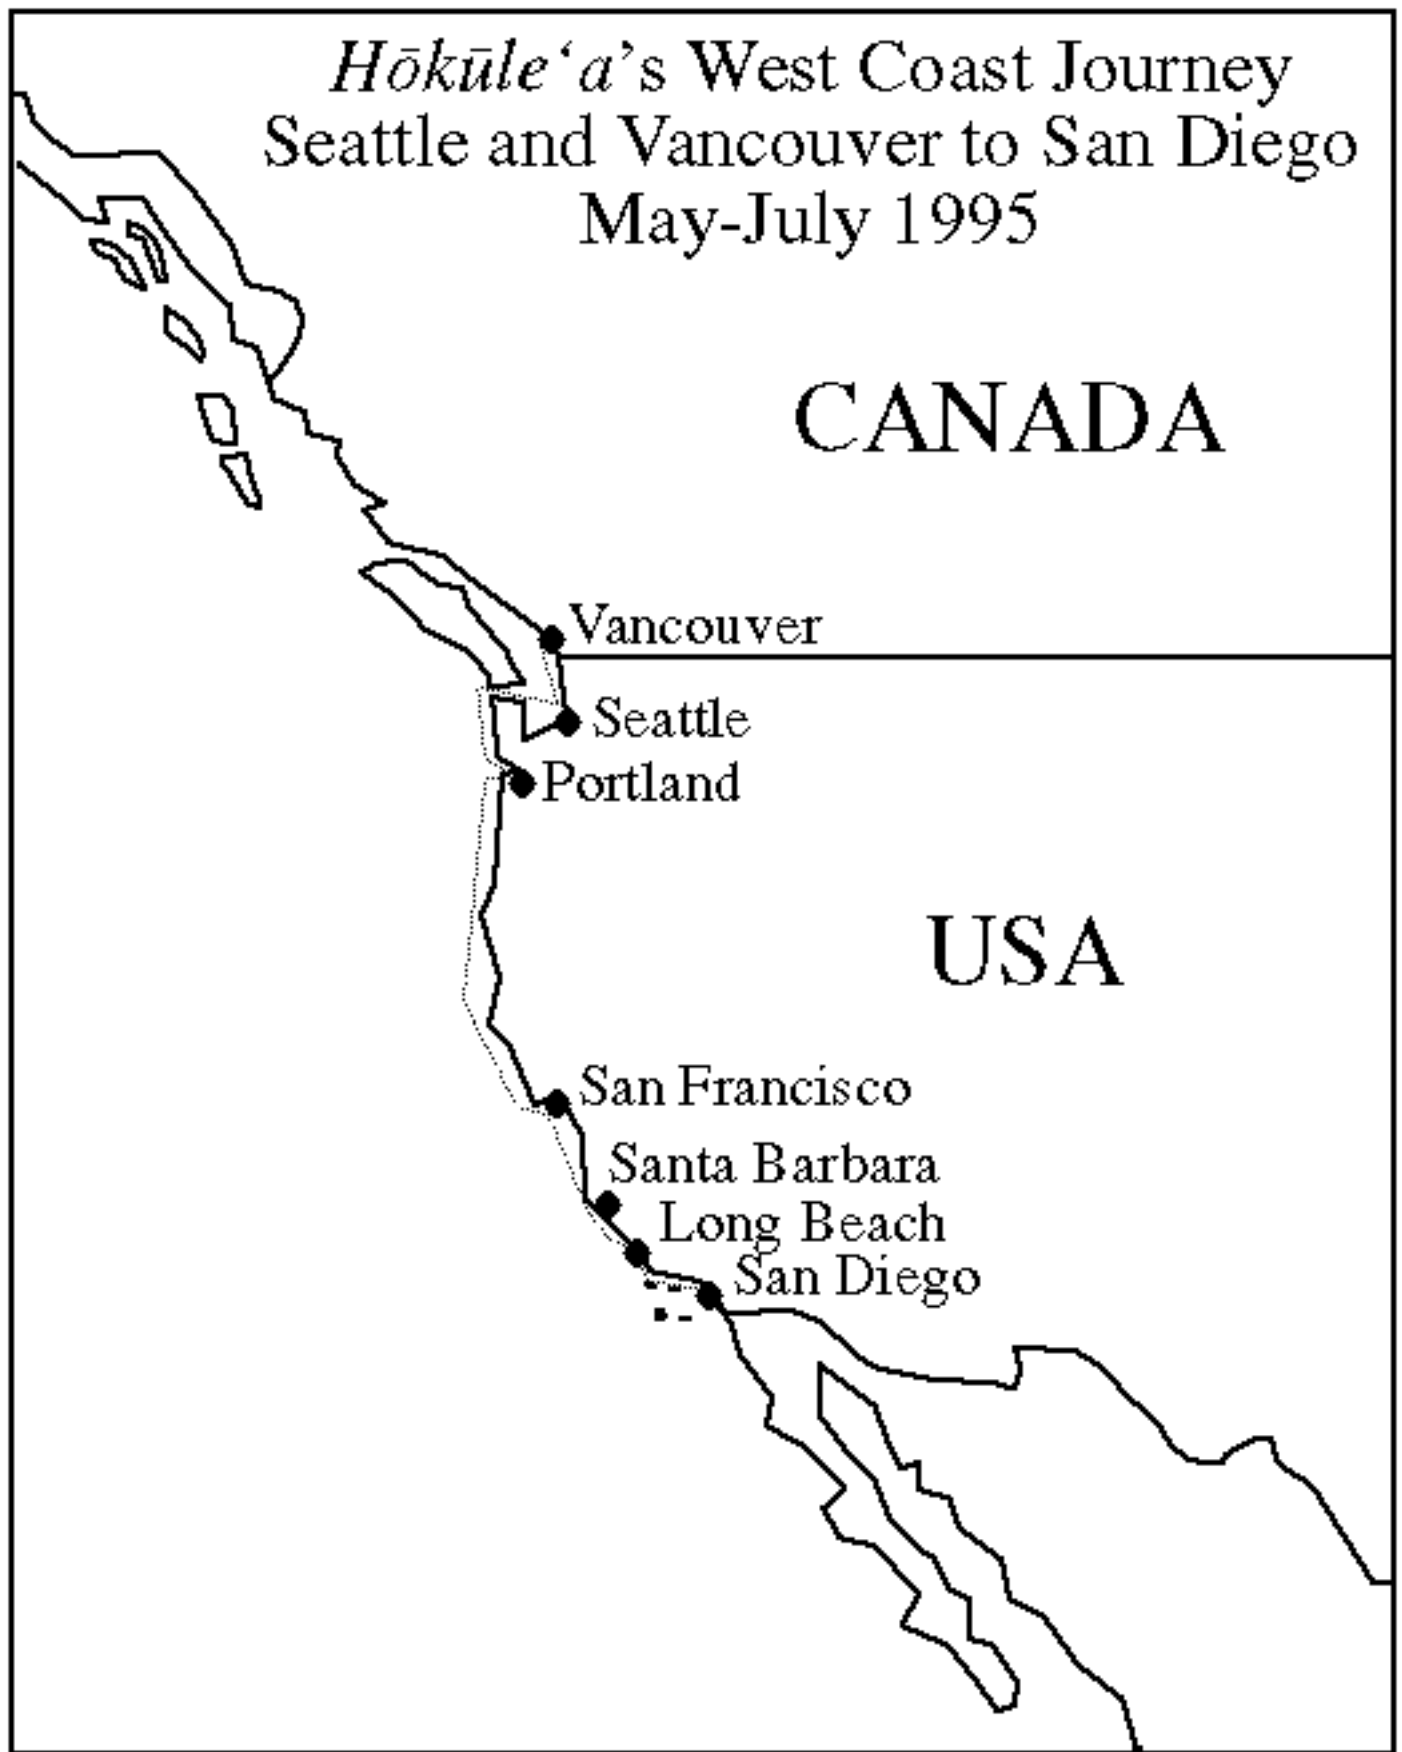 Hōkūle‘a’s West Coast Journey
Seattle and Vancouver to San Diego
May-July 1995
CANADA
Vancouver
Seattle
Portland
USA
San Francisco
Santa Barbara
Long Beach
San Diego